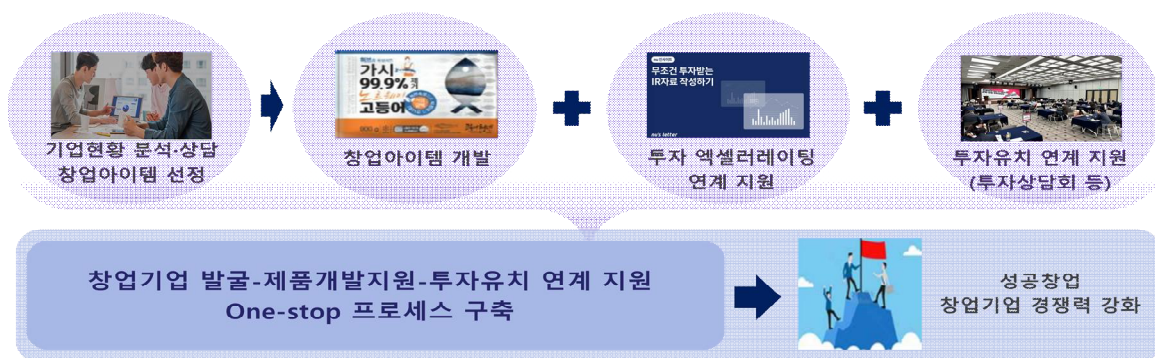 가시
99.9%제거
고등어
900 g
무조건 투자받는
IR자료 작성하기
nu's letter
기업현황 분석·상담
창업아이템 선정
창업아이템 개발
투자 엑셀러레이팅
연계 지원
투자유치 연계 지원
(투자상담회 등)
창업기업 발굴-제품개발지원-투자유치 연계 지원
One-stop 프로세스 구축
성공창업
창업기업 경쟁력 강화